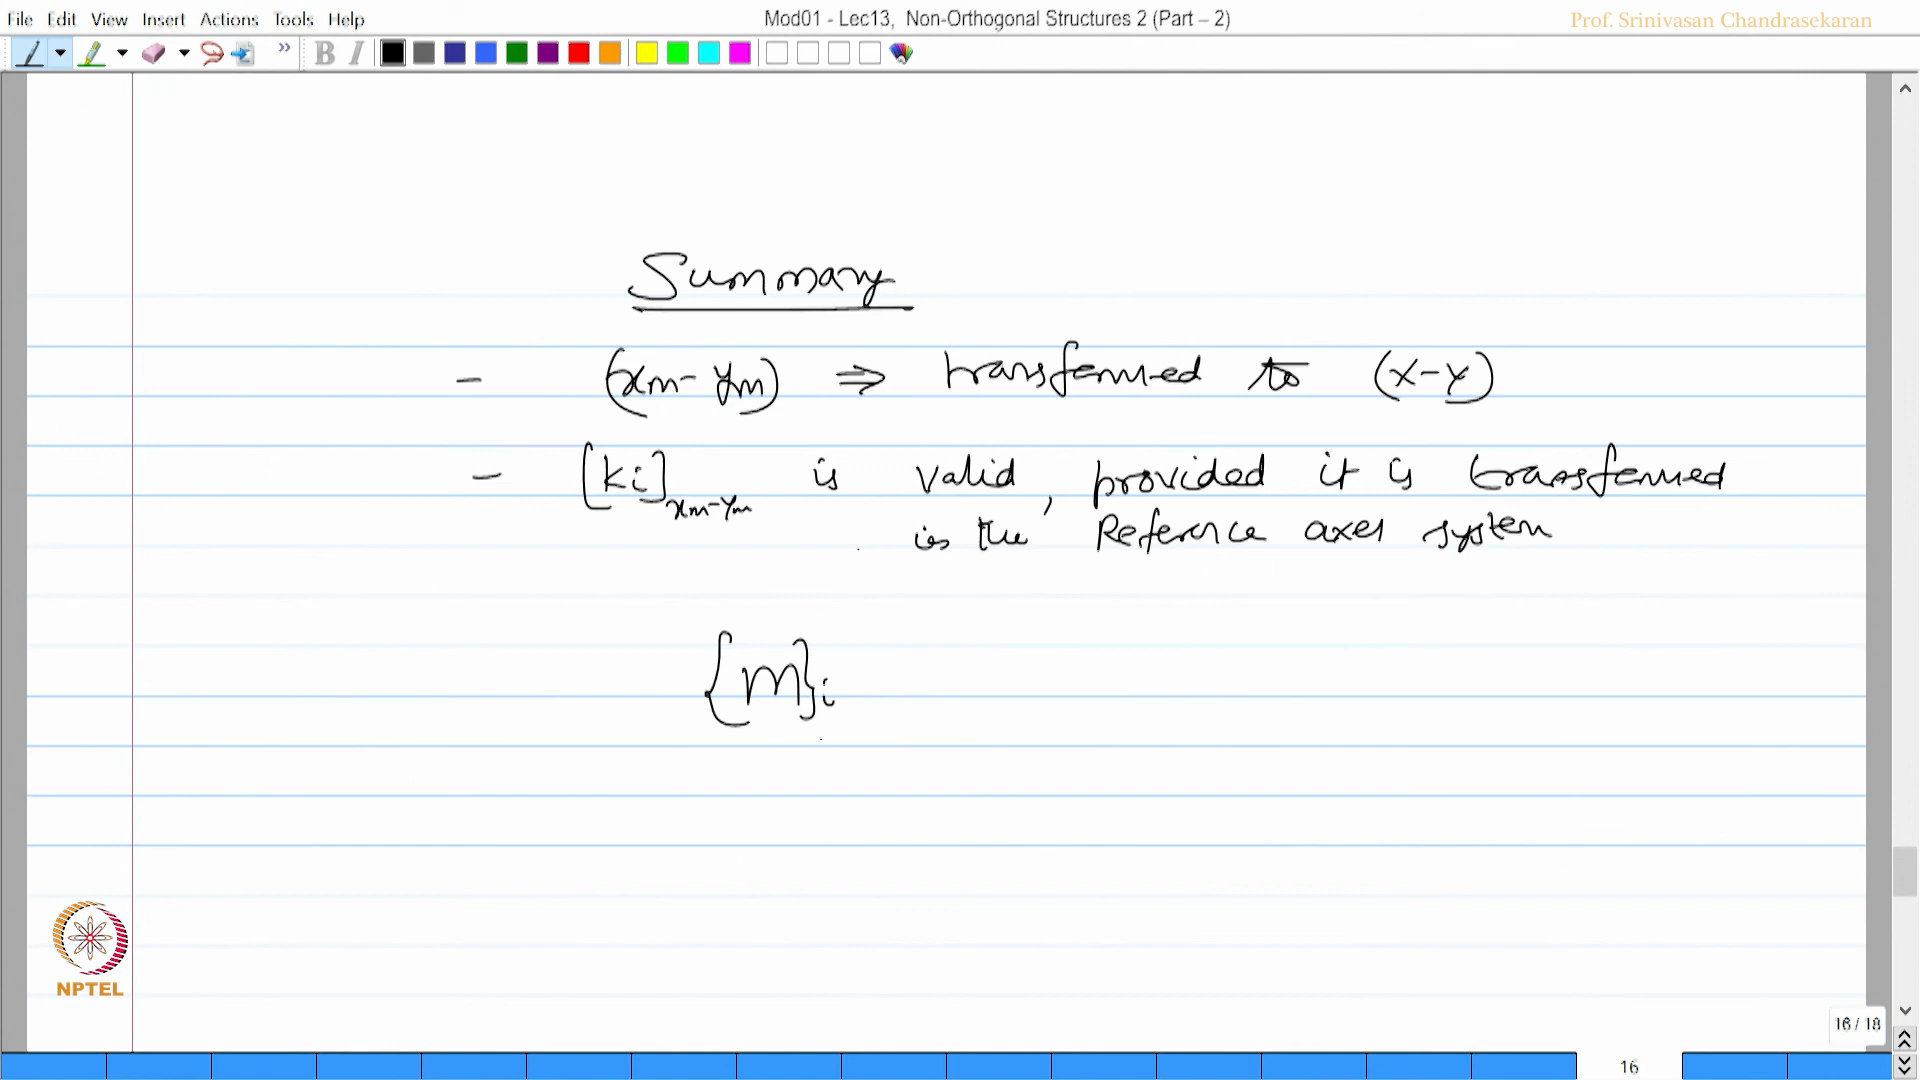 File Edit View Insert Actions Tools Help
Mod01 - Lec13, Non-Orthogonal Structures 2 (Part – 2)
Prof. Srinivasan Chandrasekaran
B I
Summary
- (xm-ym) ⇒ transformed to (x-y)
- [ki]xm-ym is valid, provided it is transformed
in the Reference axes system
{m}i
NPTEL
16 / 18
16